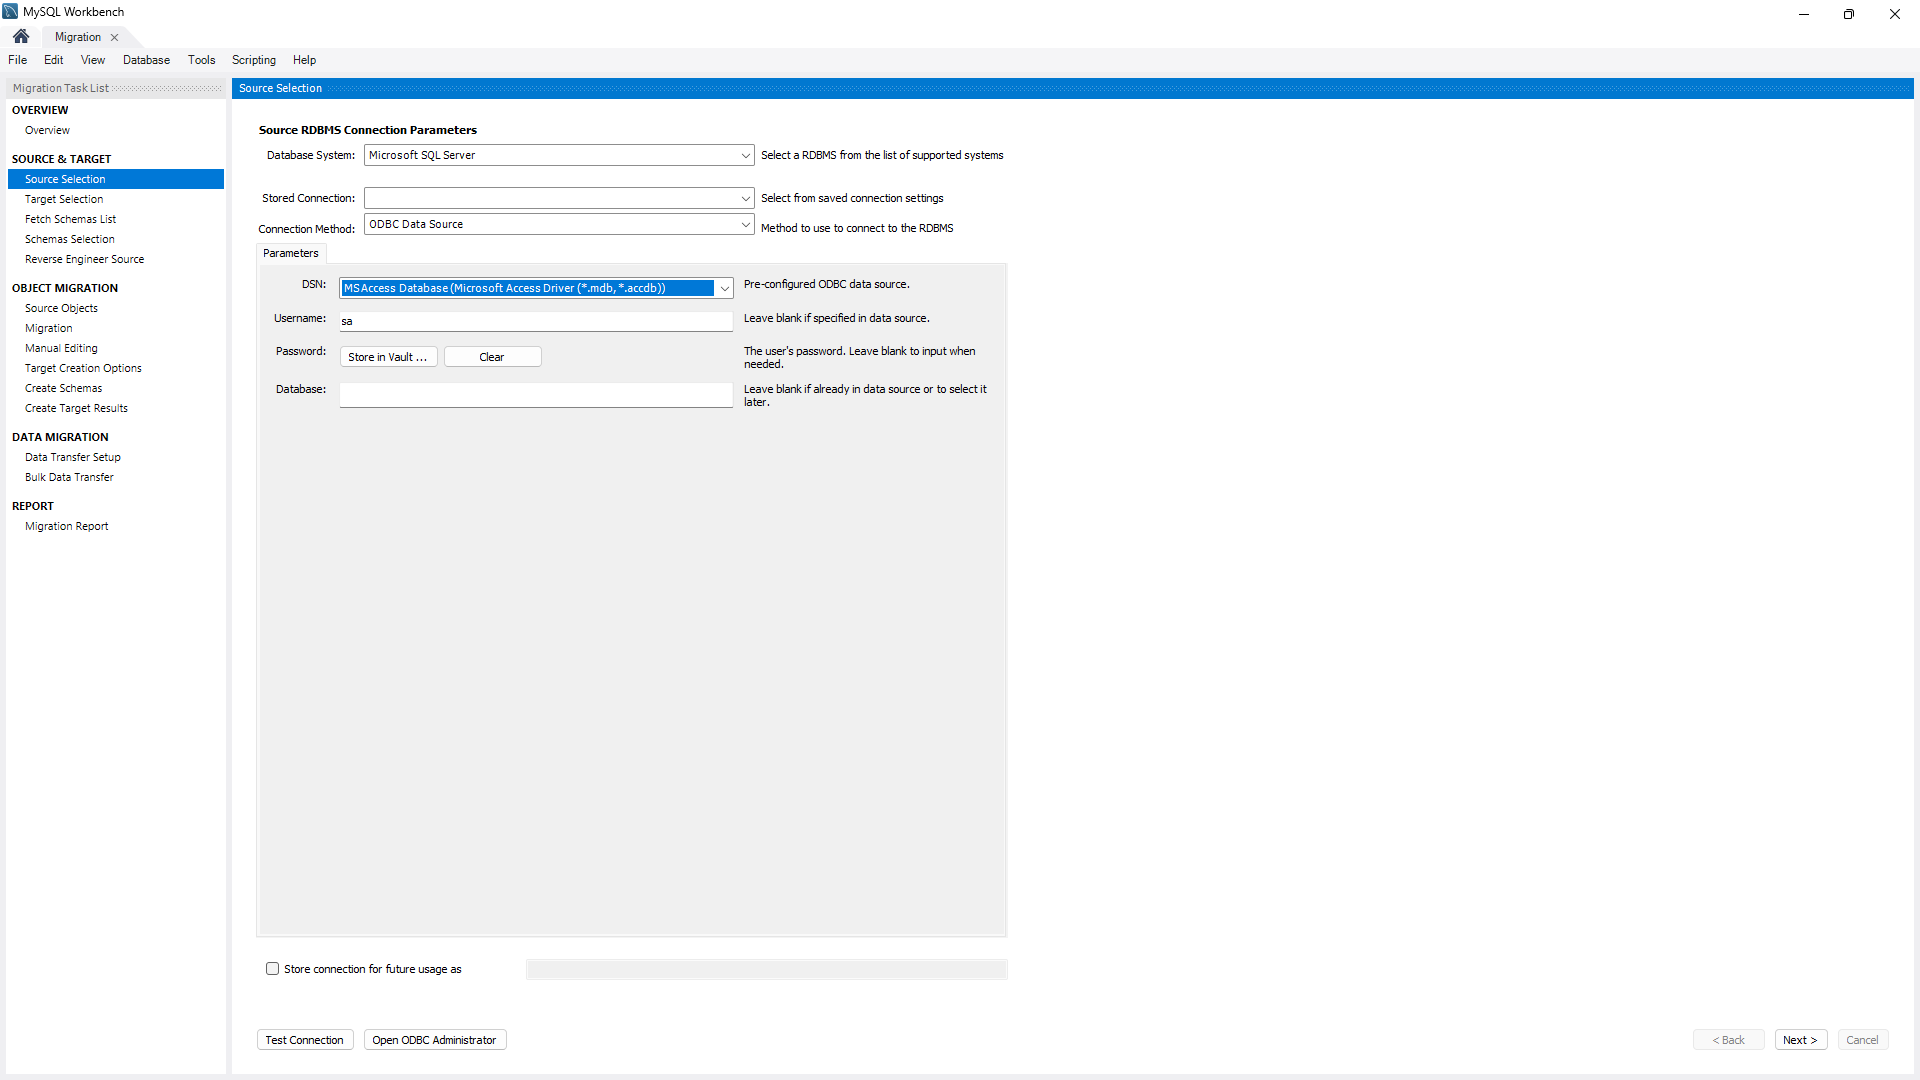 MySQL Workbench
Migration
File Edit View Database Tools Scripting Help
Migration Task List
OVERVIEW
Overview
SOURCE & TARGET
Source Selection
Target Selection
Fetch Schemas List
Schemas Selection
Reverse Engineer Source
OBJECT MIGRATION
Source Objects
Migration
Manual Editing
Target Creation Options
Create Schemas
Create Target Results
DATA MIGRATION
Data Transfer Setup
Bulk Data Transfer
REPORT
Migration Report
Source Selection
Source RDBMS Connection Parameters
Database System: Microsoft SQL Server Select a RDBMS from the list of supported systems
Stored Connection: Select from saved connection settings
Connection Method: ODBC Data Source Method to use to connect to the RDBMS
Parameters
DSN: MS Access Database (Microsoft Access Driver (*.mdb, *.accdb)) Pre-configured ODBC data source.
Username: sa Leave blank if specified in data source.
Password: Store in Vault ... Clear The user's password. Leave blank to input when
needed.
Database: Leave blank if already in data source or to select it
later.
Store connection for future usage as
Test Connection Open ODBC Administrator < Back Next > Cancel